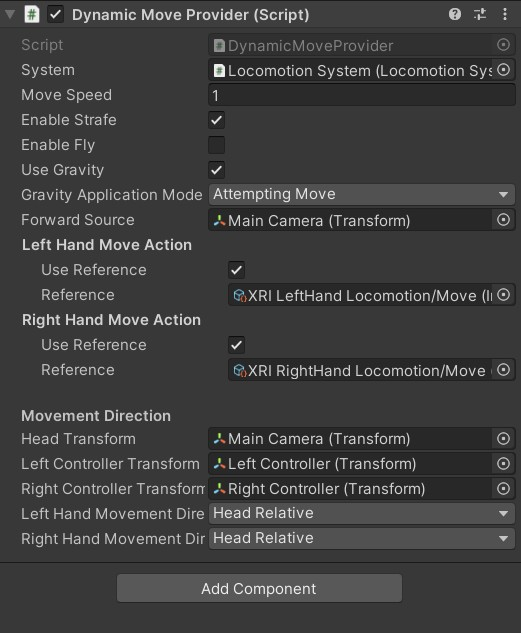 Dynamic Move Provider (Script)
Script
DynamicMoveProvider
System
Locomotion System (Locomotion Sys
Move Speed
1
Enable Strafe
Enable Fly
Use Gravity
Gravity Application Mode
Attempting Move
Forward Source
Main Camera (Transform)
Left Hand Move Action
Use Reference
Reference
XRI LeftHand Locomotion/Move (I
Right Hand Move Action
Use Reference
Reference
XRI RightHand Locomotion/Move (
Movement Direction
Head Transform
Main Camera (Transform)
Left Controller Transform
Left Controller (Transform)
Right Controller Transform
Right Controller (Transform)
Left Hand Movement Dire
Head Relative
Right Hand Movement Dir
Head Relative
Add Component